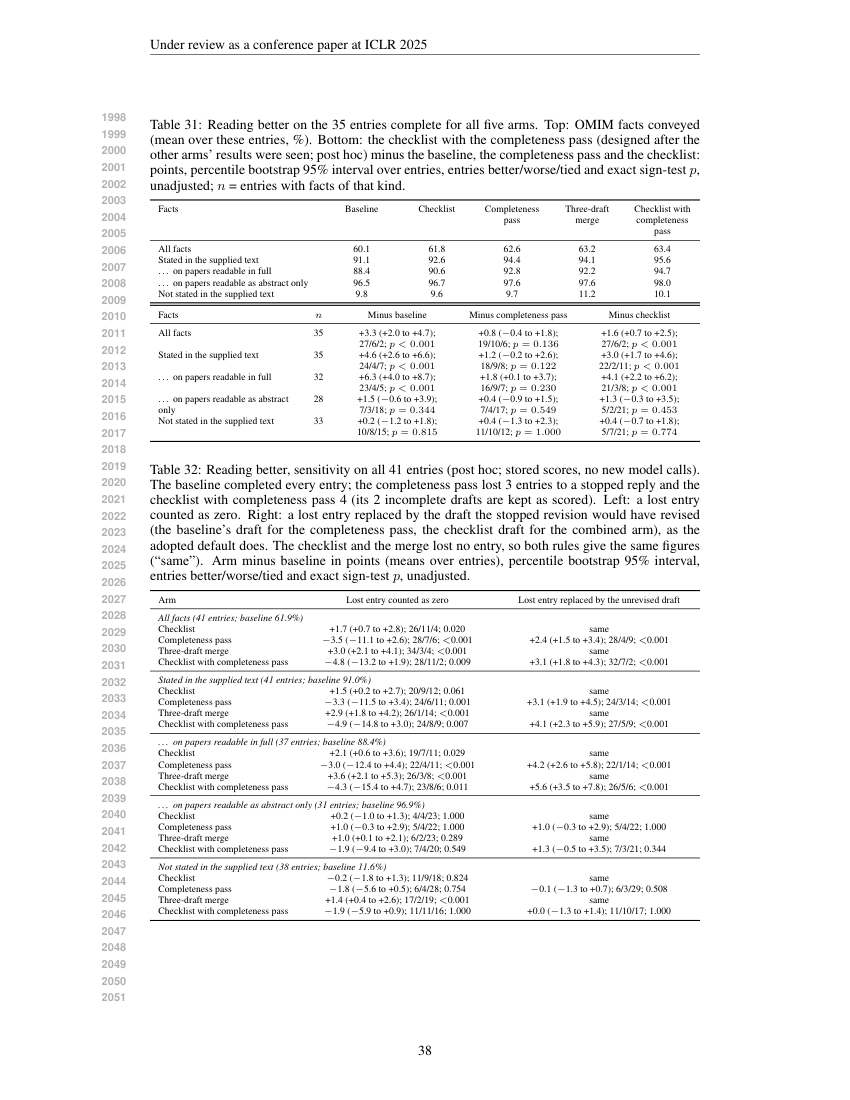 Under review as a conference paper at ICLR 2025
1998
1999
2000
2001
2002
2003
2004
2005
2006
2007
2008
2009
2010
2011
2012
2013
2014
2015
2016
2017
2018
2019
2020
2021
2022
2023
2024
2025
2026
2027
2028
2029
2030
2031
2032
2033
2034
2035
2036
2037
2038
2039
2040
2041
2042
2043
2044
2045
2046
2047
2048
2049
2050
2051
Table 31: Reading better on the 35 entries complete for all five arms. Top: OMIM facts conveyed
(mean over these entries, %). Bottom: the checklist with the completeness pass (designed after the
other arms' results were seen; post hoc) minus the baseline, the completeness pass and the checklist:
points, percentile bootstrap 95% interval over entries, entries better/worse/tied and exact sign-test p,
unadjusted; n = entries with facts of that kind.
Facts Baseline Checklist Completeness pass Three-draft merge Checklist with completeness pass
All facts 60.1 61.8 62.6 63.2 63.4
Stated in the supplied text 91.1 92.6 94.4 94.1 95.6
... on papers readable in full 88.4 90.6 92.8 92.2 94.7
... on papers readable as abstract only 96.5 96.7 97.6 97.6 98.0
Not stated in the supplied text 9.8 9.6 9.7 11.2 10.1
Facts n Minus baseline Minus completeness pass Minus checklist
All facts 35 +3.3 (+2.0 to +4.7); +0.8 (−0.4 to +1.8); +1.6 (+0.7 to +2.5);
27/6/2; p < 0.001 19/10/6; p = 0.136 27/6/2; p < 0.001
Stated in the supplied text 35 +4.6 (+2.6 to +6.6); +1.2 (−0.2 to +2.6); +3.0 (+1.7 to +4.6);
24/4/7; p < 0.001 18/9/8; p = 0.122 22/2/11; p < 0.001
... on papers readable in full 32 +6.3 (+4.0 to +8.7); +1.8 (+0.1 to +3.7); +4.1 (+2.2 to +6.2);
23/4/5; p < 0.001 16/9/7; p = 0.230 21/3/8; p < 0.001
... on papers readable as abstract 28 +1.5 (−0.6 to +3.9); +0.4 (−0.9 to +1.5); +1.3 (−0.3 to +3.5);
only 7/3/18; p = 0.344 7/4/17; p = 0.549 5/2/21; p = 0.453
Not stated in the supplied text 33 +0.2 (−1.2 to +1.8); +0.4 (−1.3 to +2.3); +0.4 (−0.7 to +1.8);
10/8/15; p = 0.815 11/10/12; p = 1.000 5/7/21; p = 0.774
Table 32: Reading better, sensitivity on all 41 entries (post hoc; stored scores, no new model calls).
The baseline completed every entry; the completeness pass lost 3 entries to a stopped reply and the
checklist with completeness pass 4 (its 2 incomplete drafts are kept as scored). Left: a lost entry
counted as zero. Right: a lost entry replaced by the draft the stopped revision would have revised
(the baseline's draft for the completeness pass, the checklist draft for the combined arm), as the
adopted default does. The checklist and the merge lost no entry, so both rules give the same figures
("same"). Arm minus baseline in points (means over entries), percentile bootstrap 95% interval,
entries better/worse/tied and exact sign-test p, unadjusted.
Arm Lost entry counted as zero Lost entry replaced by the unrevised draft
All facts (41 entries; baseline 61.9%)
Checklist +1.7 (+0.7 to +2.8); 26/11/4; 0.020 same
Completeness pass −3.5 (−11.1 to +2.6); 28/7/6; <0.001 +2.4 (+1.5 to +3.4); 28/4/9; <0.001
Three-draft merge +3.0 (+2.1 to +4.1); 34/3/4; <0.001 same
Checklist with completeness pass −4.8 (−13.2 to +1.9); 28/11/2; 0.009 +3.1 (+1.8 to +4.3); 32/7/2; <0.001
Stated in the supplied text (41 entries; baseline 91.0%)
Checklist +1.5 (+0.2 to +2.7); 20/9/12; 0.061 same
Completeness pass −3.3 (−11.5 to +3.4); 24/6/11; 0.001 +3.1 (+1.9 to +4.5); 24/3/14; <0.001
Three-draft merge +2.9 (+1.8 to +4.2); 26/1/14; <0.001 same
Checklist with completeness pass −4.9 (−14.8 to +3.0); 24/8/9; 0.007 +4.1 (+2.3 to +5.9); 27/5/9; <0.001
... on papers readable in full (37 entries; baseline 88.4%)
Checklist +2.1 (+0.6 to +3.6); 19/7/11; 0.029 same
Completeness pass −3.0 (−12.4 to +4.4); 22/4/11; <0.001 +4.2 (+2.6 to +5.8); 22/1/14; <0.001
Three-draft merge +3.6 (+2.1 to +5.3); 26/3/8; <0.001 same
Checklist with completeness pass −4.3 (−15.4 to +4.7); 23/8/6; 0.011 +5.6 (+3.5 to +7.8); 26/5/6; <0.001
... on papers readable as abstract only (31 entries; baseline 96.9%)
Checklist +0.2 (−1.0 to +1.3); 4/4/23; 1.000 same
Completeness pass +1.0 (−0.3 to +2.9); 5/4/22; 1.000 +1.0 (−0.3 to +2.9); 5/4/22; 1.000
Three-draft merge +1.0 (+0.1 to +2.1); 6/2/23; 0.289 same
Checklist with completeness pass −1.9 (−9.4 to +3.0); 7/4/20; 0.549 +1.3 (−0.5 to +3.5); 7/3/21; 0.344
Not stated in the supplied text (38 entries; baseline 11.6%)
Checklist −0.2 (−1.8 to +1.3); 11/9/18; 0.824 same
Completeness pass −1.8 (−5.6 to +0.5); 6/4/28; 0.754 −0.1 (−1.3 to +0.7); 6/3/29; 0.508
Three-draft merge +1.4 (+0.4 to +2.6); 17/2/19; <0.001 same
Checklist with completeness pass −1.9 (−5.9 to +0.9); 11/11/16; 1.000 +0.0 (−1.3 to +1.4); 11/10/17; 1.000
38